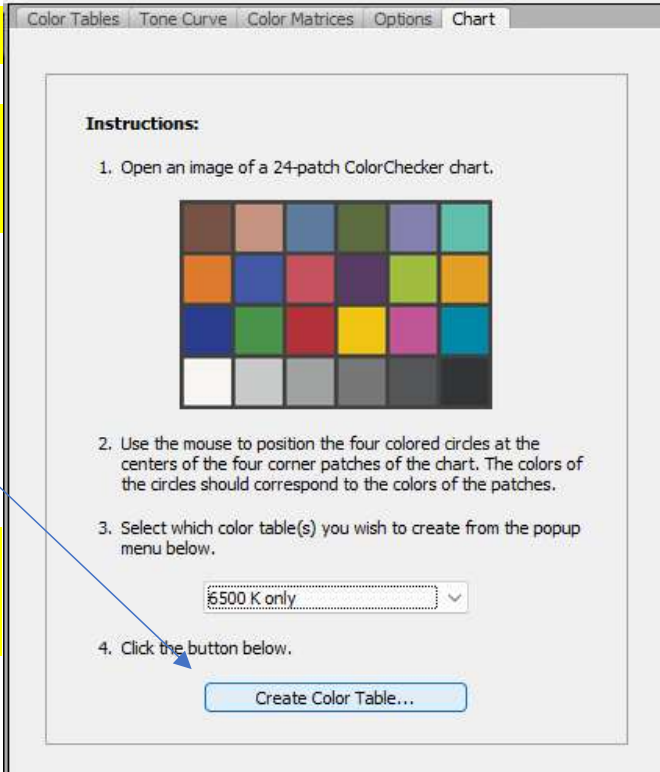 Color Tables Tone Curve Color Matrices Options Chart
Instructions:
1. Open an image of a 24-patch ColorChecker chart.
2. Use the mouse to position the four colored circles at the
centers of the four corner patches of the chart. The colors of
the circles should correspond to the colors of the patches.
3. Select which color table(s) you wish to create from the popup
menu below.
6500 K only
4. Click the button below.
Create Color Table...